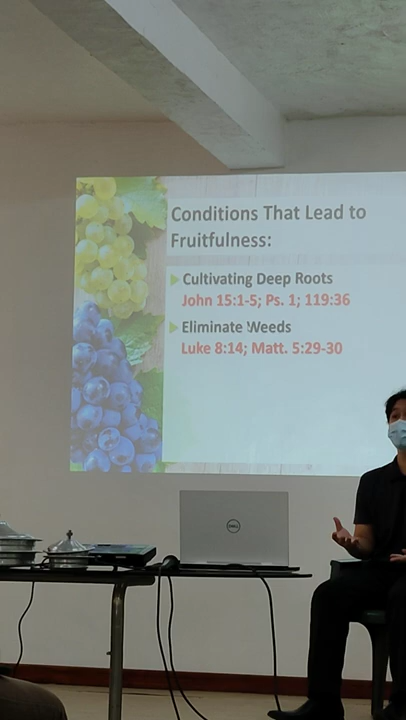 Conditions That Lead to
Fruitfulness:
Cultivating Deep Roots
John 15:1-5; Ps. 1; 119:36
Eliminate Weeds
Luke 8:14; Matt. 5:29-30
DELL